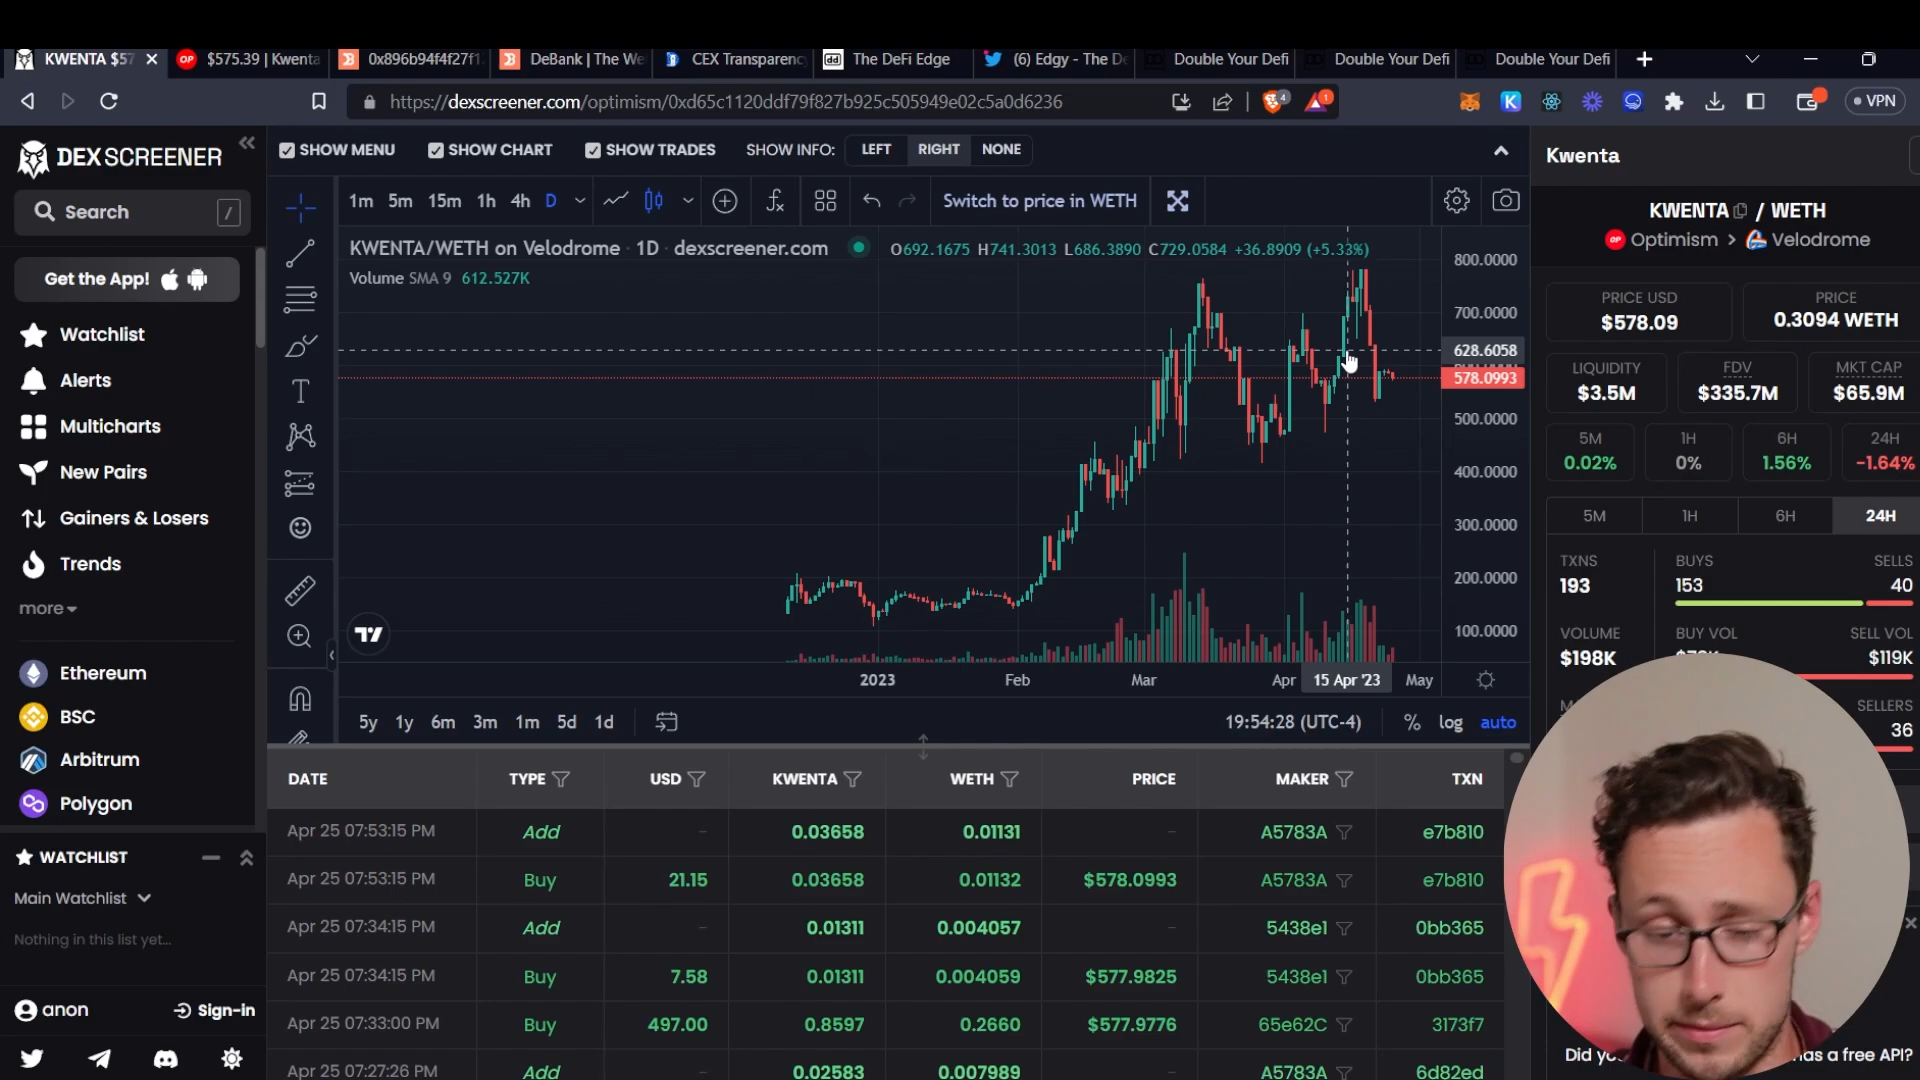 KWENTA $57
$575.39 | Kwenta
0x896b94f4f27f1
DeBank | The We
CEX Transparenc
The DeFi Edge
(6) Edgy - The De
Double Your Defi
Double Your Defi
Double Your Defi
https://dexscreener.com/optimism/0xd65c1120ddf79f827b925c505949e02c5a0d6236
4
1
VPN
DEX SCREENER
SHOW MENU
SHOW CHART
SHOW TRADES
SHOW INFO:
LEFT
RIGHT
NONE
Kwenta
Search
/
1m 5m 15m 1h 4h D
Switch to price in WETH
KWENTA / WETH
Optimism > Velodrome
KWENTA/WETH on Velodrome · 1D · dexscreener.com
O692.1675 H741.3013 L686.3890 C729.0584 +36.8909 (+5.33%)
Volume SMA 9 612.527K
800.0000
700.0000
628.6058
578.0993
500.0000
400.0000
300.0000
200.0000
100.0000
Get the App!
Watchlist
Alerts
Multicharts
New Pairs
Gainers & Losers
Trends
more
Ethereum
BSC
Arbitrum
Polygon
PRICE USD
$578.09
PRICE
0.3094 WETH
LIQUIDITY
$3.5M
FDV
$335.7M
MKT CAP
$65.9M
5M
0.02%
1H
0%
6H
1.56%
24H
-1.64%
5M
1H
6H
24H
TXNS
193
BUYS
153
SELLS
40
VOLUME
$198K
BUY VOL
SELL VOL
$119K
SELLERS
36
2023
Feb
Mar
Apr
15 Apr '23
May
5y 1y 6m 3m 1m 5d 1d
19:54:28 (UTC-4)
% log auto
DATE TYPE USD KWENTA WETH PRICE MAKER TXN
Apr 25 07:53:15 PM Add - 0.03658 0.01131 - A5783A e7b810
Apr 25 07:53:15 PM Buy 21.15 0.03658 0.01132 $578.0993 A5783A e7b810
Apr 25 07:34:15 PM Add - 0.01311 0.004057 - 5438e1 0bb365
Apr 25 07:34:15 PM Buy 7.58 0.01311 0.004059 $577.9825 5438e1 0bb365
Apr 25 07:33:00 PM Buy 497.00 0.8597 0.2660 $577.9776 65e62C 3173f7
Apr 25 07:27:26 PM Add 0.02583 0.007989 A5783A 6d82ed
WATCHLIST
Main Watchlist
Nothing in this list yet...
anon
Sign-in
Did yo
has a free API?